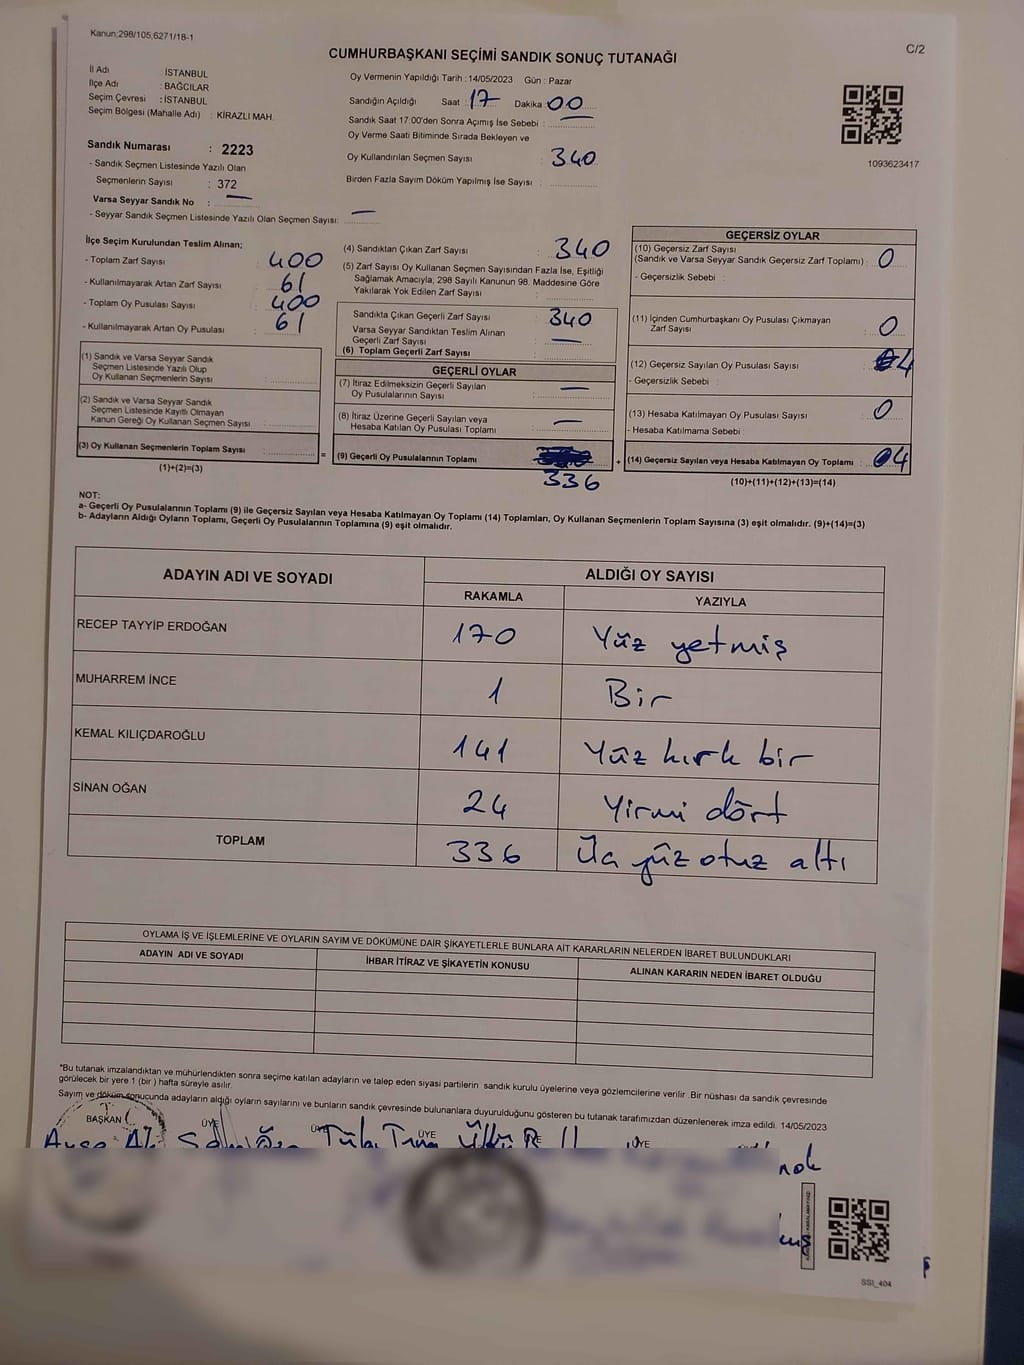 Kanun;298/105,6271/18-1
C/2
CUMHURBAŞKANI SEÇİMİ SANDIK SONUÇ TUTANAĞI
İl Adı : İSTANBUL
İlçe Adı : BAĞCILAR
Seçim Çevresi : İSTANBUL
Seçim Bölgesi (Mahalle Adı) : KİRAZLI MAH.
Sandık Numarası : 2223
- Sandık Seçmen Listesinde Yazılı Olan
Seçmenlerin Sayısı : 372
Varsa Seyyar Sandık No : —
- Seyyar Sandık Seçmen Listesinde Yazılı Olan Seçmen Sayısı: —
Oy Vermenin Yapıldığı Tarih : 14/05/2023 Gün : Pazar
Sandığın Açıldığı Saat : 17 Dakika : 00
Sandık Saat 17:00'den Sonra Açımış İse Sebebi : —
Oy Verme Saati Bitiminde Sırada Bekleyen ve
Oy Kullandırılan Seçmen Sayısı : 340
Birden Fazla Sayım Döküm Yapılmış İse Sayısı :
1093623417
İlçe Seçim Kurulundan Teslim Alınan;
- Toplam Zarf Sayısı : 400
- Kullanılmayarak Artan Zarf Sayısı : 61
- Toplam Oy Pusulası Sayısı : 400
- Kullanılmayarak Artan Oy Pusulası : 61
(1) Sandık ve Varsa Seyyar Sandık
Seçmen Listesinde Yazılı Olup
Oy Kullanan Seçmenlerin Sayısı :
(2) Sandık ve Varsa Seyyar Sandık
Seçmen Listesinde Kayıtlı Olmayan
Kanun Gereği Oy Kullanan Seçmen Sayısı :
(3) Oy Kullanan Seçmenlerin Toplam Sayısı :
(1)+(2)=(3)
(4) Sandıktan Çıkan Zarf Sayısı : 340
(5) Zarf Sayısı Oy Kullanan Seçmen Sayısından Fazla İse, Eşitliği
Sağlamak Amacıyla, 298 Sayılı Kanunun 98. Maddesine Göre
Yakılarak Yok Edilen Zarf Sayısı :
Sandıkta Çıkan Geçerli Zarf Sayısı : 340
Varsa Seyyar Sandıktan Teslim Alınan
Geçerli Zarf Sayısı : —
(6) Toplam Geçerli Zarf Sayısı :
GEÇERLİ OYLAR
(7) İtiraz Edilmeksizin Geçerli Sayılan
Oy Pusulalarının Sayısı : —
(8) İtiraz Üzerine Geçerli Sayılan veya
Hesaba Katılan Oy Pusulası Toplamı : —
= (9) Geçerli Oy Pusulalarının Toplamı :
336
GEÇERSİZ OYLAR
(10) Geçersiz Zarf Sayısı
(Sandık ve Varsa Seyyar Sandık Geçersiz Zarf Toplamı) : 0
- Geçersizlik Sebebi :
(11) İçinden Cumhurbaşkanı Oy Pusulası Çıkmayan
Zarf Sayısı : 0
(12) Geçersiz Sayılan Oy Pusulası Sayısı : 4
- Geçersizlik Sebebi :
(13) Hesaba Katılmayan Oy Pusulası Sayısı : 0
- Hesaba Katılmama Sebebi :
+ (14) Geçersiz Sayılan veya Hesaba Katılmayan Oy Toplamı : 04
(10)+(11)+(12)+(13)=(14)
NOT:
a- Geçerli Oy Pusulalarının Toplamı (9) ile Geçersiz Sayılan veya Hesaba Katılmayan Oy Toplamı (14) Toplamları, Oy Kullanan Seçmenlerin Toplam Sayısına (3) eşit olmalıdır. (9)+(14)=(3)
b- Adayların Aldığı Oyların Toplamı, Geçerli Oy Pusulalarının Toplamına (9) eşit olmalıdır.
ADAYIN ADI VE SOYADI ALDIĞI OY SAYISI
RAKAMLA YAZIYLA
RECEP TAYYİP ERDOĞAN 170 Yüz yetmiş
MUHARREM İNCE 1 Bir
KEMAL KILIÇDAROĞLU 141 Yüz kırk bir
SİNAN OĞAN 24 Yirmi dört
TOPLAM 336 Üç yüz otuz altı
OYLAMA İŞ VE İŞLEMLERİNE VE OYLARIN SAYIM VE DÖKÜMÜNE DAİR ŞİKAYETLERLE BUNLARA AİT KARARLARIN NELERDEN İBARET BULUNDUKLARI
ADAYIN ADI VE SOYADI İHBAR İTİRAZ VE ŞİKAYETİN KONUSU ALINAN KARARIN NEDEN İBARET OLDUĞU
*Bu tutanak imzalandıktan ve mühürlendikten sonra seçime katılan adayların ve talep eden siyasi partilerin sandık kurulu üyelerine veya gözlemcilerine verilir .Bir nüshası da sandık çevresinde
görülecek bir yere 1 (bir ) hafta süreyle asılır.
Sayım ve döküm sonucunda adayların aldığı oyların sayılarını ve bunların sandık çevresinde bulunanlara duyurulduğunu gösteren bu tutanak tarafımızdan düzenlenerek imza edildi. 14/05/2023
BAŞKAN ÜYE ÜYE ÜYE ÜYE
SSI_404